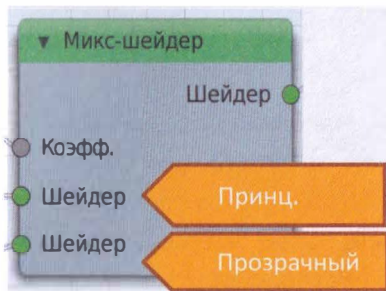 ▼ Микс-шейдер
Шейдер
Коэфф.
Шейдер
Принц.
Шейдер
Прозрачный